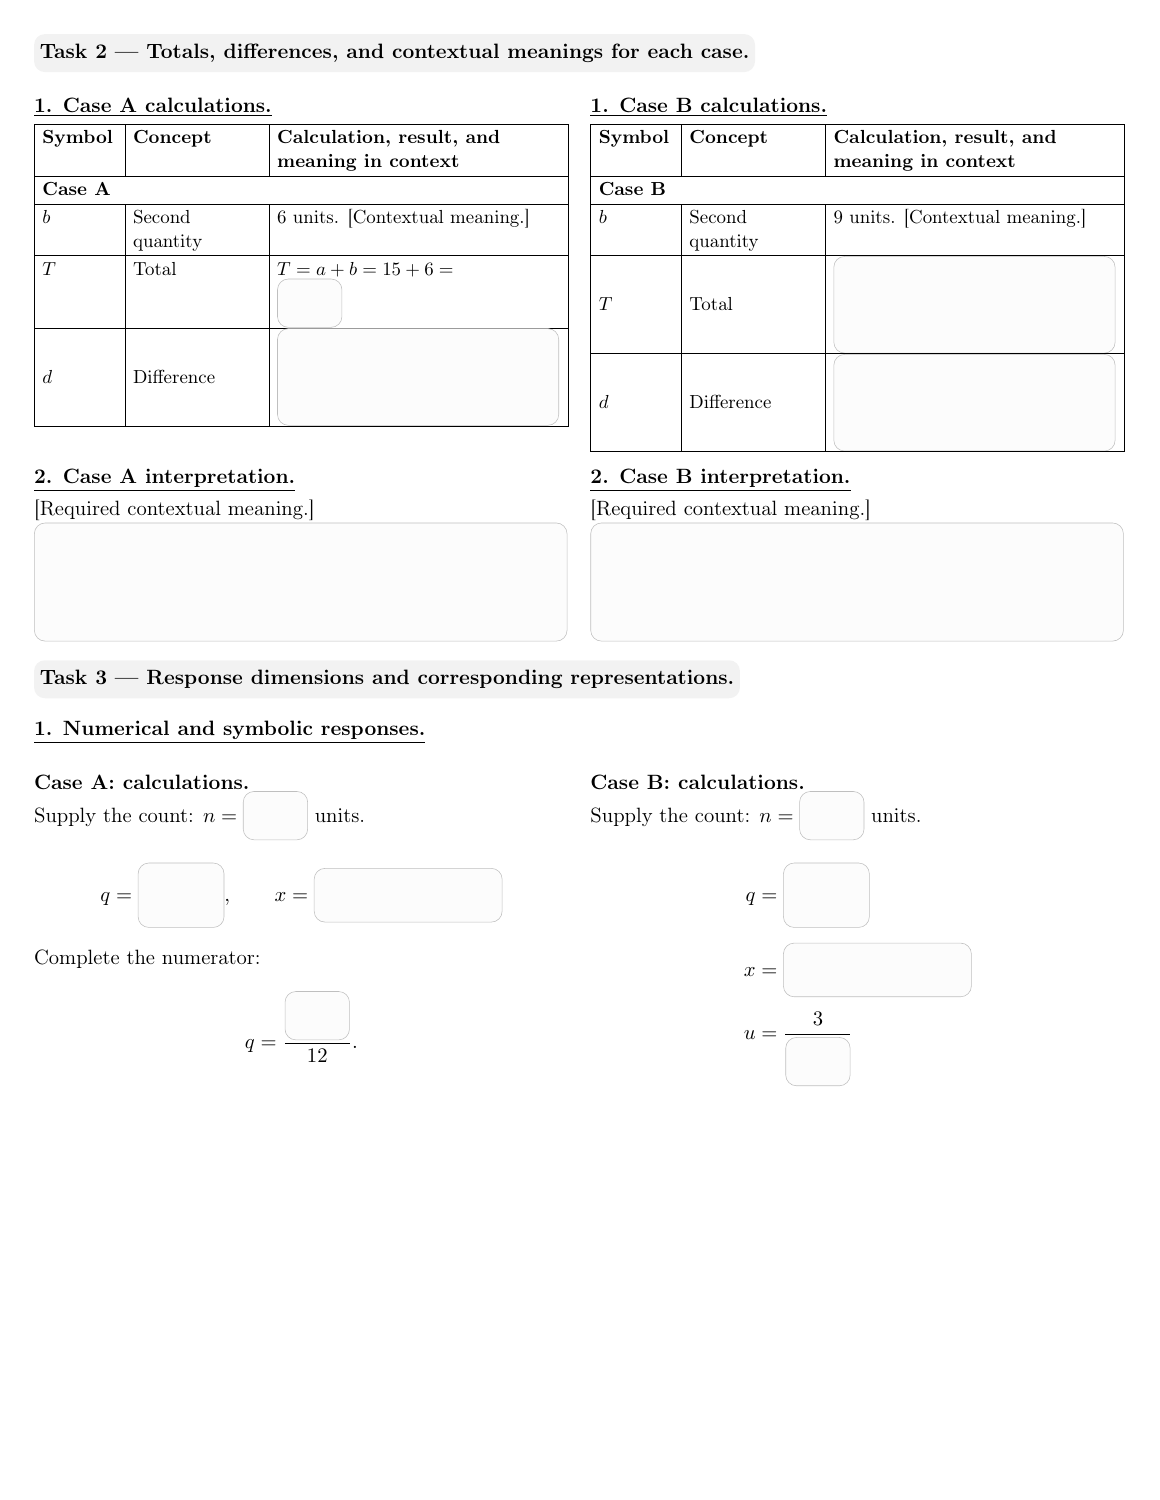 Task 2 — Totals, differences, and contextual meanings for each case.
1. Case A calculations.
Symbol Concept Calculation, result, and
meaning in context
Case A
b Second 6 units. [Contextual meaning.]
quantity
T Total T = a + b = 15 + 6 =
d Difference
2. Case A interpretation.
[Required contextual meaning.]
1. Case B calculations.
Symbol Concept Calculation, result, and
meaning in context
Case B
b Second 9 units. [Contextual meaning.]
quantity
T Total
d Difference
2. Case B interpretation.
[Required contextual meaning.]
Task 3 — Response dimensions and corresponding representations.
1. Numerical and symbolic responses.
Case A: calculations.
Supply the count: n = units.
q = , x =
Complete the numerator:
q =
12 .
Case B: calculations.
Supply the count: n = units.
q =
x =
u = 3